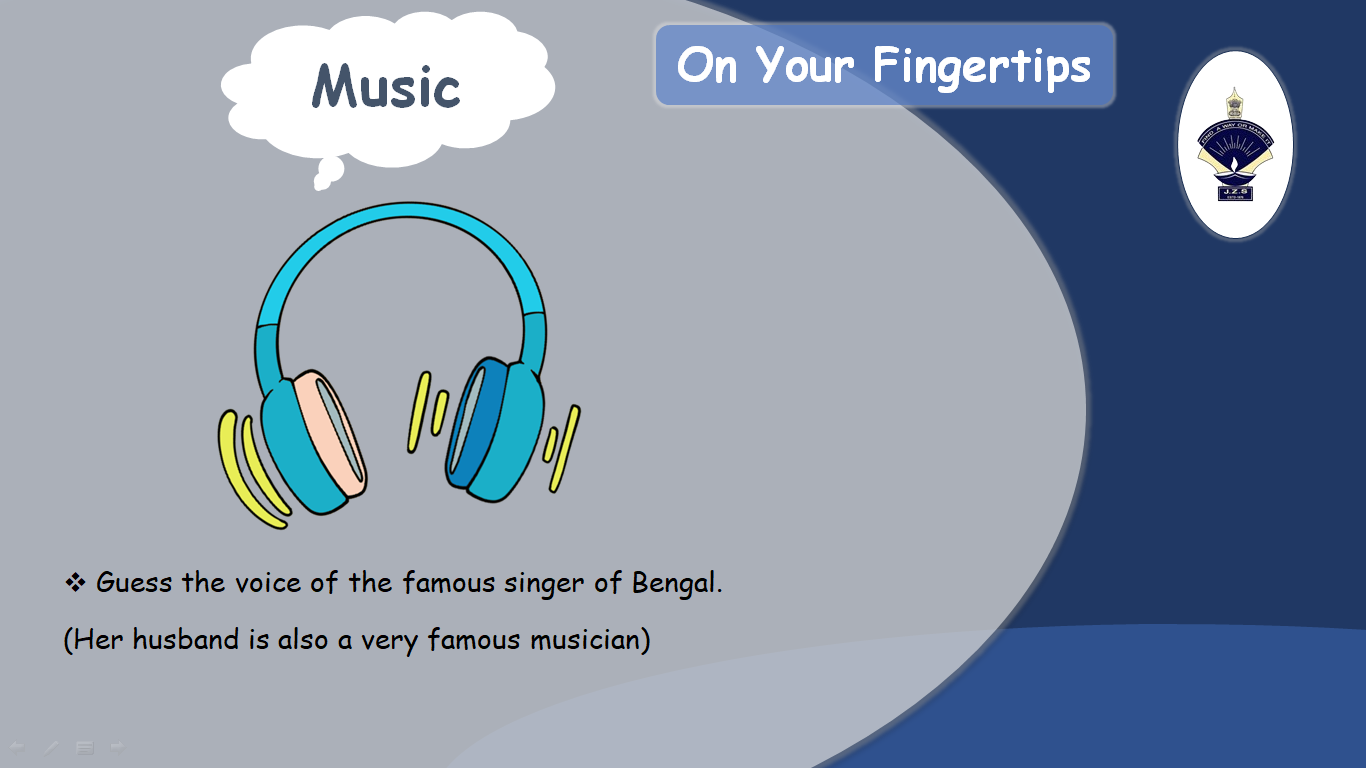 Music
On Your Fingertips
FIND A WAY OR MAKE IT
J.Z.S
❖ Guess the voice of the famous singer of Bengal.
(Her husband is also a very famous musician)